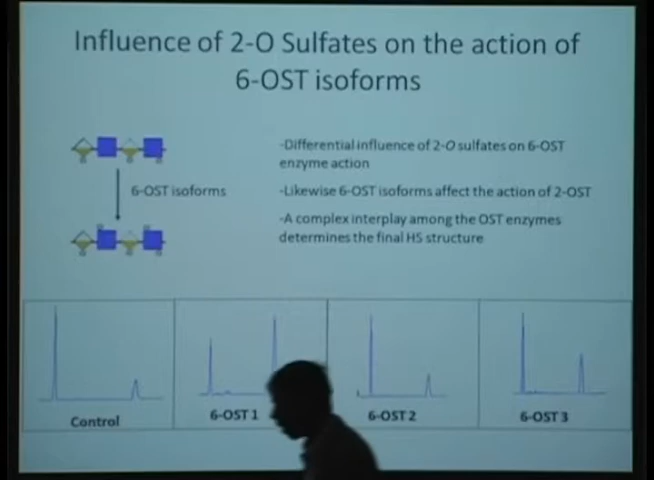 Influence of 2-O Sulfates on the action of
6-OST isoforms
-Differential influence of 2-O sulfates on 6-OST
enzyme action
6-OST isoforms
-Likewise 6-OST isoforms affect the action of 2-OST
-A complex interplay among the OST enzymes
determines the final HS structure
Control
6-OST 1
6-OST 2
6-OST 3